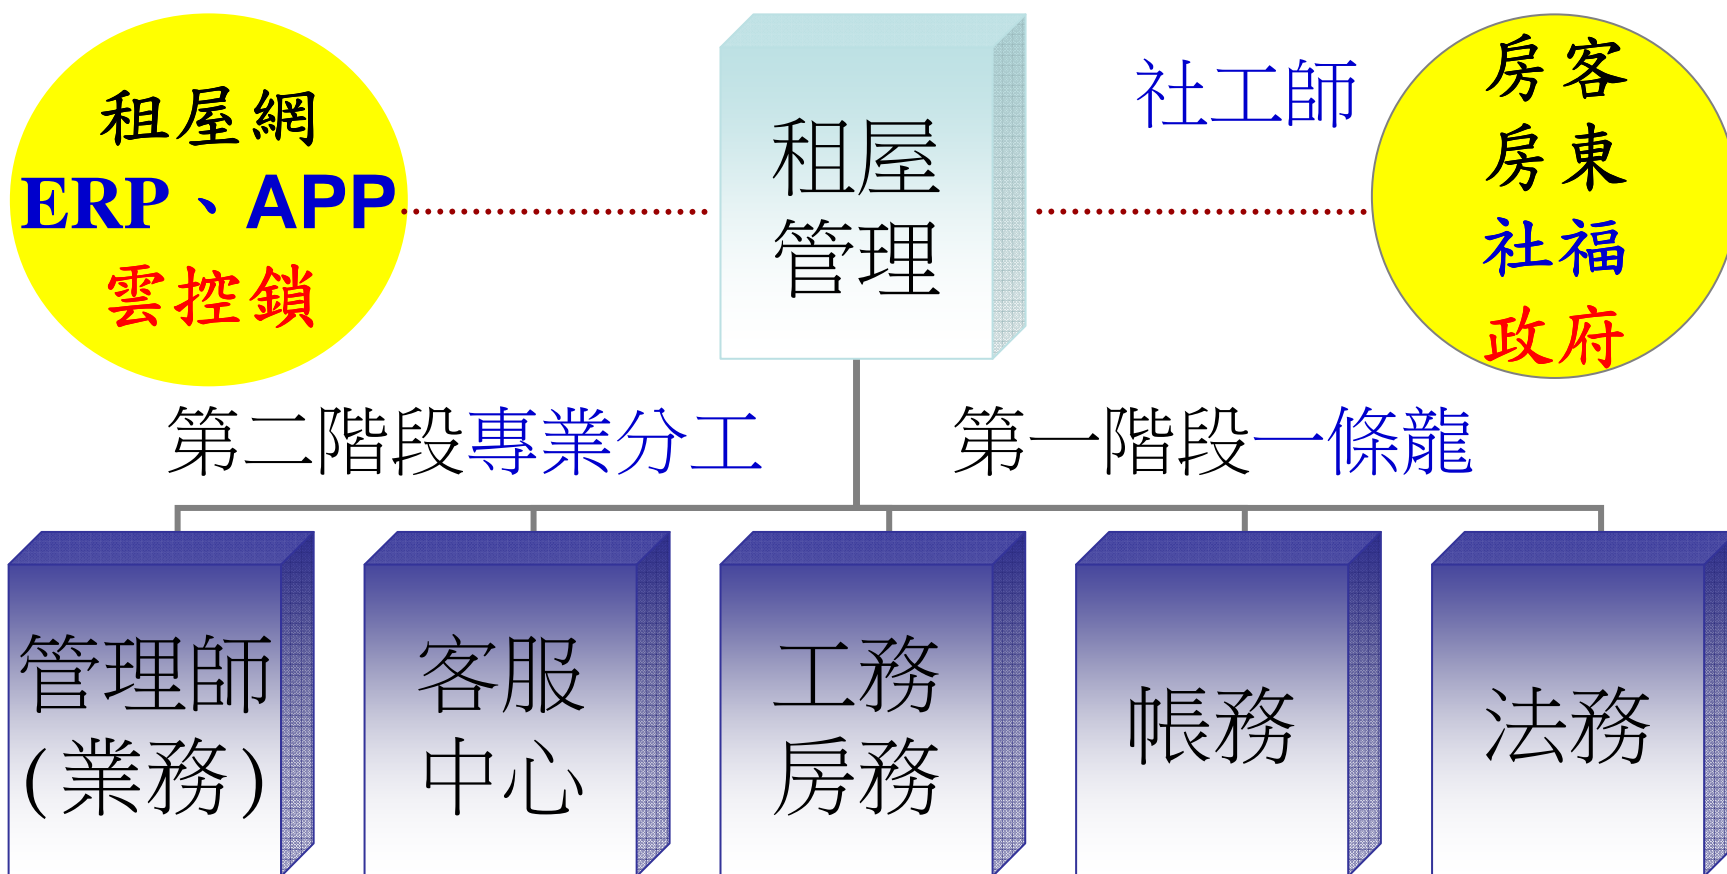 租屋網
ERP、APP
雲控鎖
租屋
管理
社工師
房客
房東
社福
政府
第二階段專業分工
第一階段一條龍
管理師
(業務)
客服
中心
工務
房務
帳務
法務